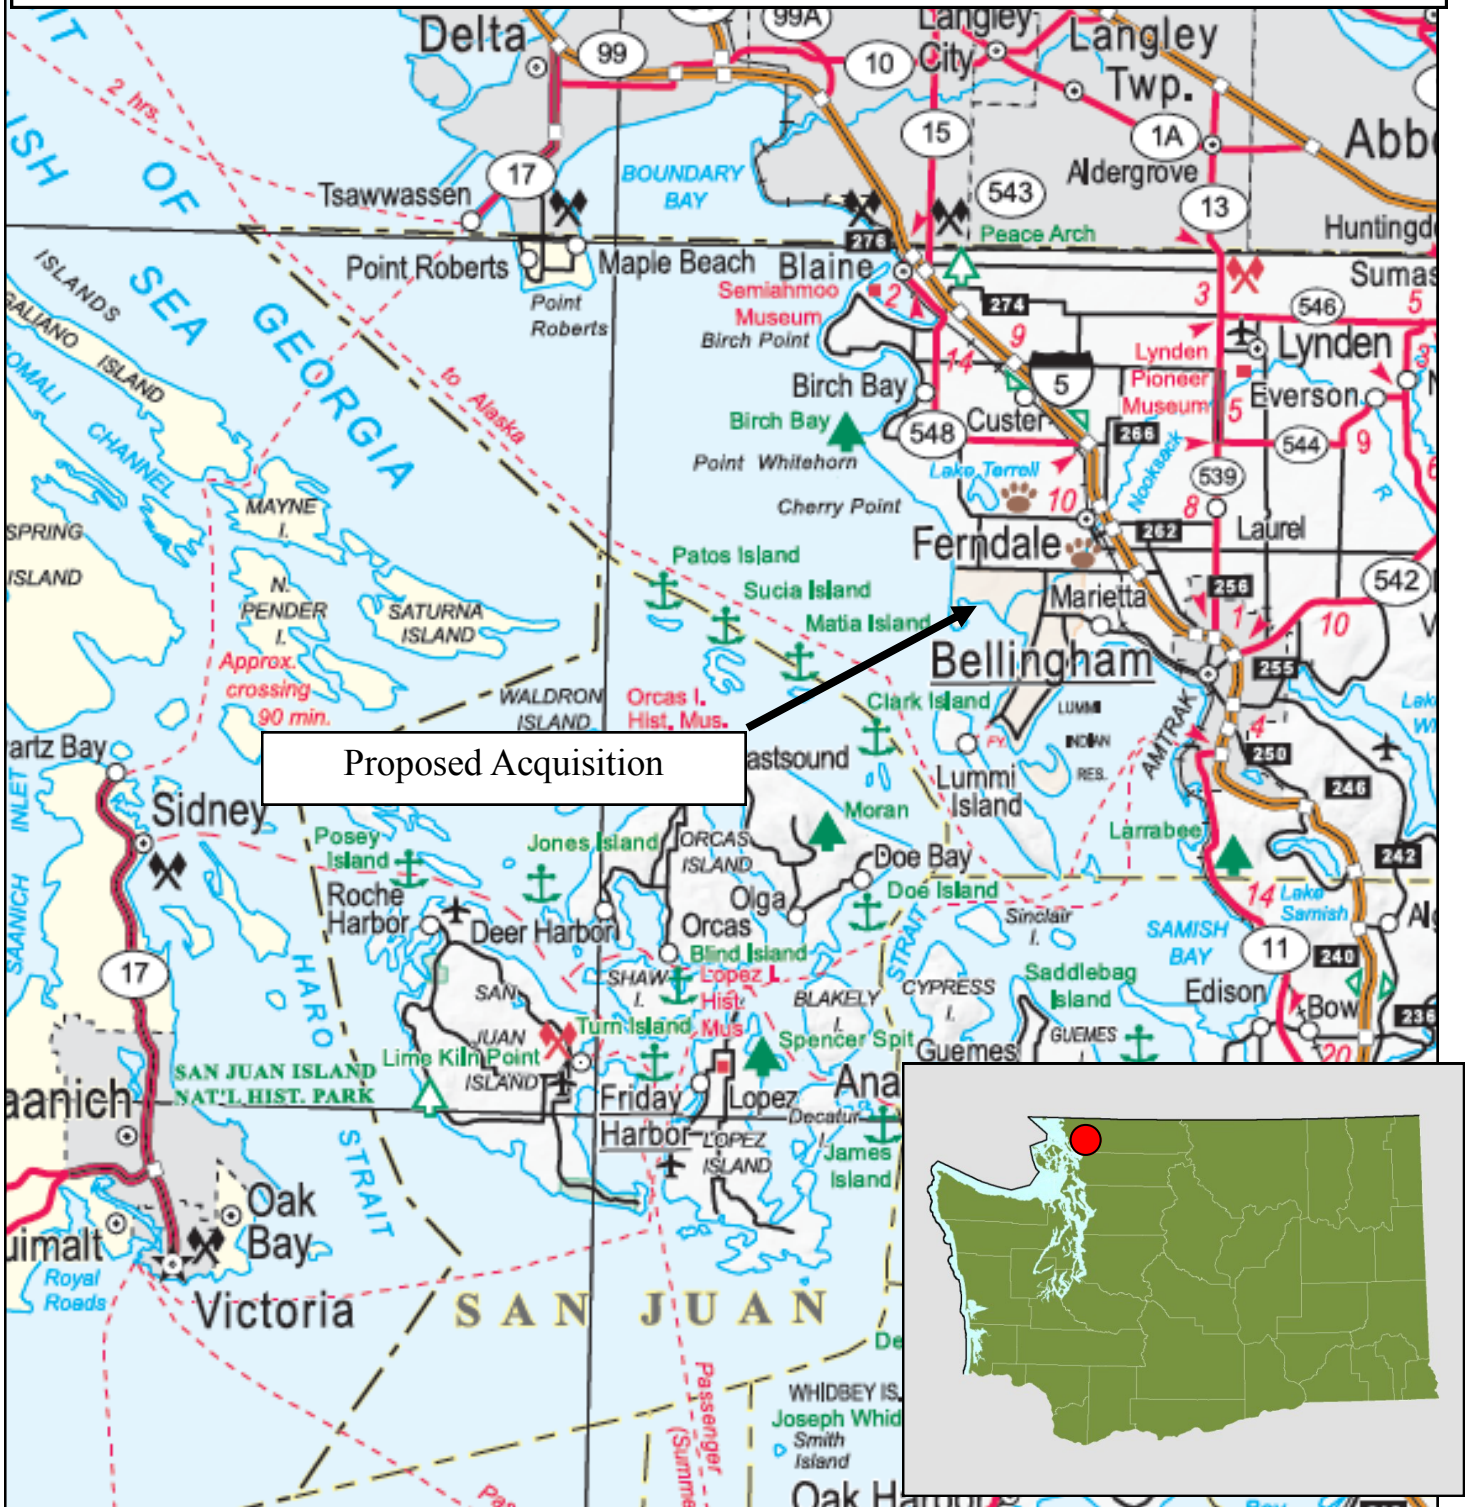 Delta
99
99A
10
Langley
City
Langley
Twp.
2 hrs.
OF
15
1A
Aldergrove
17
BOUNDARY
BAY
Tsawwassen
543
13
Peace Arch
276
ISLANDS
SEA
Point Roberts
Maple Beach
Blaine
Semiahmoo
Museum
2
Point
Roberts
Birch Point
274
3
546
5
GALIANO
ISLAND
GEORGIA
9
14
Lynden
Pioneer
Museum
Lynden
3
to Alaska
Birch Bay
5
5
Everson
Birch Bay
Custer
548
266
544
9
CHANNEL
Point Whitehorn
Lake Terrell
Nooksack
539
R
Cherry Point
10
8
Laurel
MAYNE
I.
262
SPRING
ISLAND
Ferndale
Patos Island
Sucia Island
Matia Island
N.
PENDER
I.
SATURNA
ISLAND
Marietta
256
542
1
10
Approx.
crossing
90 min.
Bellingham
255
WALDRON
ISLAND
Orcas I.
Hist. Mus.
Clark Island
LUMMI
INDIAN
RES.
AMTRAK
4
250
Proposed Acquisition
Lummi
Island
246
INLET
SAANICH
Sidney
Posey
Island
Jones Island
ORCAS
ISLAND
Moran
Larrabee
242
Doe Bay
Roche
Harbor
Olga
Doe Island
14
Lake
Samish
Deer Harbor
Orcas
Sinclair
I.
STRAIT
SAMISH
BAY
11
Blind Island
17
HARO
SHAW
I.
Lopez I.
Hist.
Mus
240
SAN
JUAN
ISLAND
BLAKELY
I.
CYPRESS
I.
Saddlebag
Island
Edison
Bow
236
Turn Island
Spencer Spit
Guemes
GUEMES
20
SAN JUAN ISLAND
NAT'L HIST. PARK
Lime Kiln Point
Friday
Harbor
Lopez
Decatur
I.
LOPEZ
ISLAND
James
Island
STRAIT
Oak
Bay
Royal
Roads
Victoria
SAN JUAN
WHIDBEY IS.
Smith
Island
Passenger